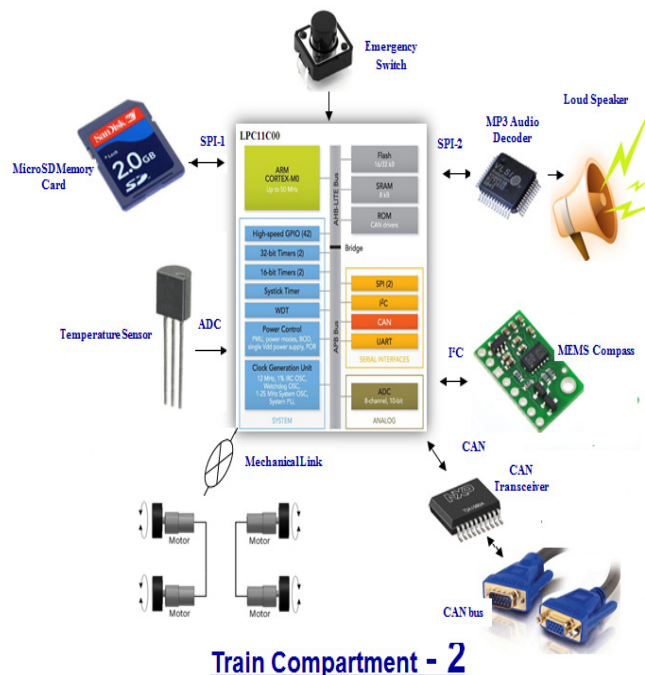 Emergency
Switch
Loud Speaker
MP3 Audio
Decoder
LPC11C00
SPI-1
SPI-2
SanDisk
2.0GB
MicroSD Memory
Card
ARM
CORTEX-M0
Up to 50 MHz
Flash
16/32 kB
SRAM
8 kB
ROM
CAN drivers
AHB-LITE Bus
Bridge
High-speed GPIO (42)
32-bit Timers (2)
16-bit Timers (2)
Systick Timer
WDT
Power Control
PMU, power modes, BOD,
single Vdd power supply, POR
Clock Generation Unit
12 MHz, 1% IRC OSC,
Watchdog OSC,
1-25 MHz System OSC,
System PLL
SYSTEM
APB Bus
SPI (2)
I²C
CAN
UART
SERIAL INTERFACES
ADC
8-channel, 10-bit
ANALOG
ADC
Temperature Sensor
I²C
MEMS Compass
Mechanical Link
CAN
CAN
Transceiver
NXP
Motor
Motor
Motor
Motor
CAN bus
Train Compartment - 2